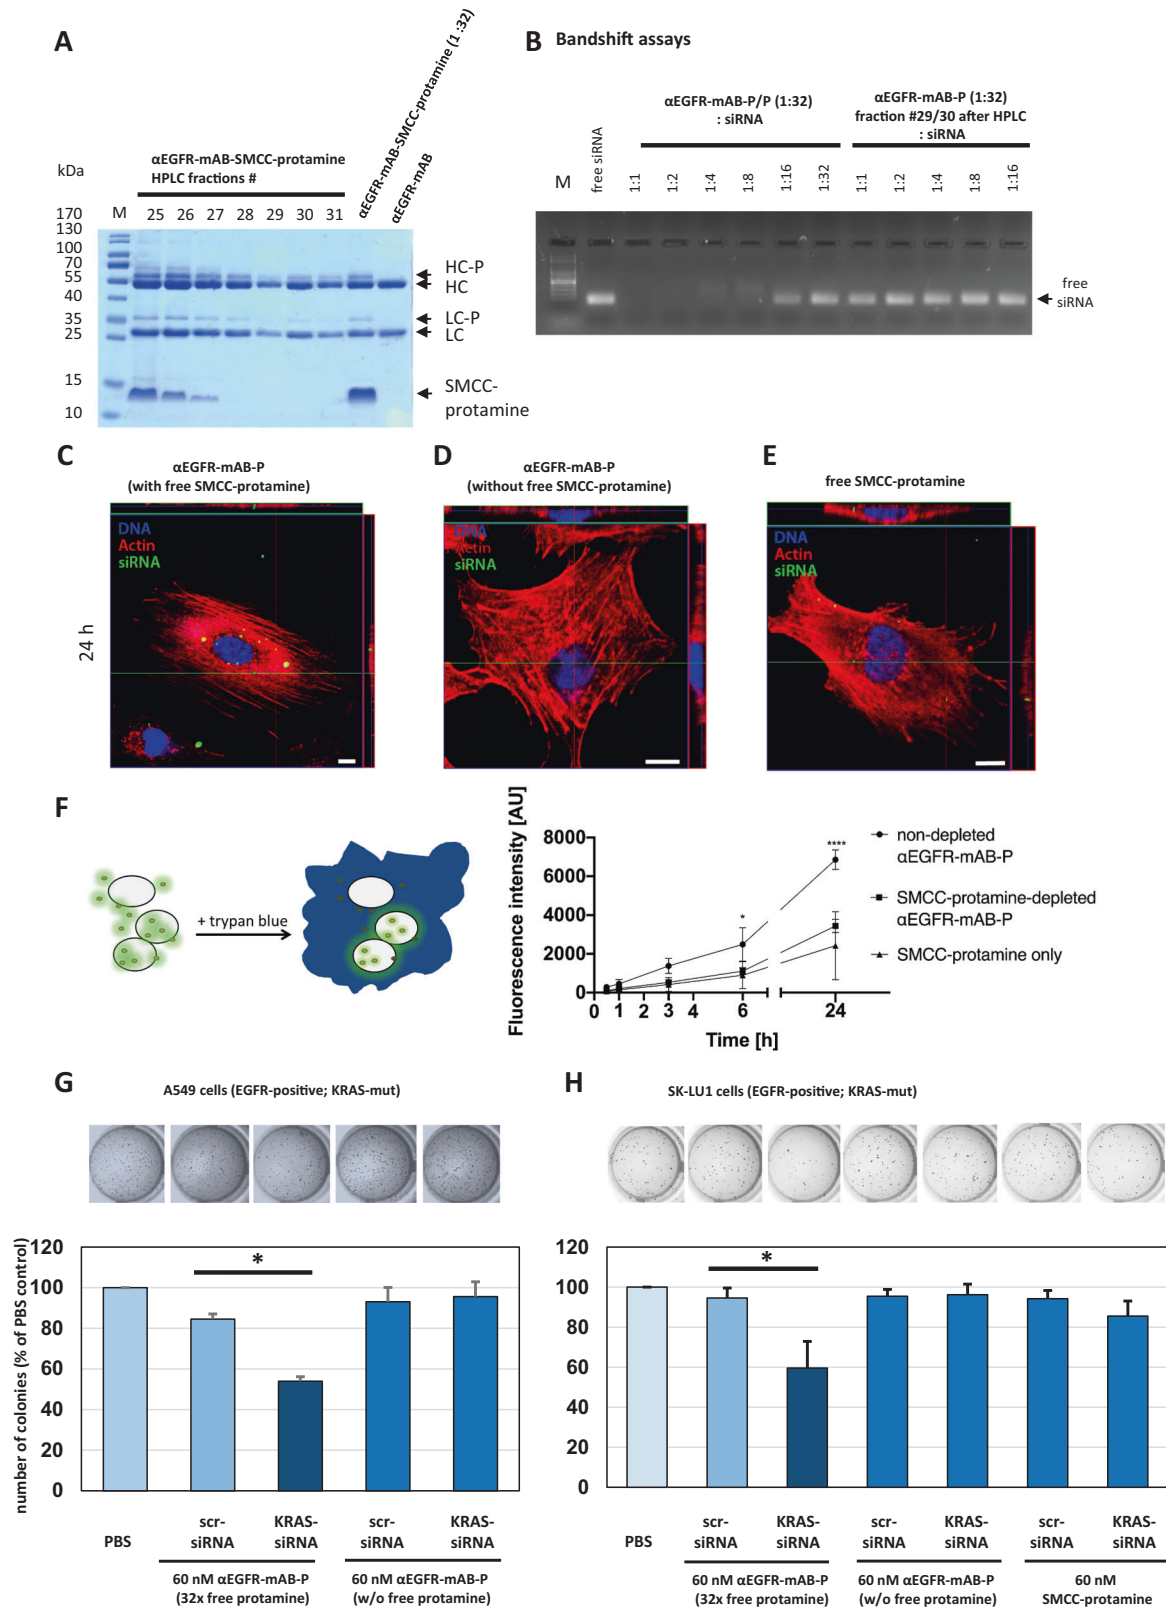 A
αEGFR-mAB-SMCC-protamine (1 :32)
αEGFR-mAB
αEGFR-mAB-SMCC-protamine
HPLC fractions #
kDa
M 25 26 27 28 29 30 31
170
130
100
70
55
40
35
25
15
10
HC-P
HC
LC-P
LC
SMCC-
protamine
B Bandshift assays
αEGFR-mAB-P/P (1:32)
: siRNA
αEGFR-mAB-P (1:32)
fraction #29/30 after HPLC
: siRNA
M free siRNA 1:1 1:2 1:4 1:8 1:16 1:32 1:1 1:2 1:4 1:8 1:16
free
siRNA
C
αEGFR-mAB-P
(with free SMCC-protamine)
DNA
Actin
siRNA
24 h
D
αEGFR-mAB-P
(without free SMCC-protamine)
DNA
Actin
siRNA
E
free SMCC-protamine
DNA
Actin
siRNA
F
+ trypan blue
Fluorescence intensity [AU]
8000
6000
4000
2000
0
0 1 2 3 4 6 24
Time [h]
*
****
non-depleted
αEGFR-mAB-P
SMCC-protamine-depleted
αEGFR-mAB-P
SMCC-protamine only
G
A549 cells (EGFR-positive; KRAS-mut)
number of colonies (% of PBS control)
120
100
80
60
40
20
0
*
PBS
scr-
siRNA
KRAS-
siRNA
scr-
siRNA
KRAS-
siRNA
60 nM αEGFR-mAB-P
(32x free protamine)
60 nM αEGFR-mAB-P
(w/o free protamine)
H
SK-LU1 cells (EGFR-positive; KRAS-mut)
120
100
80
60
40
20
0
*
PBS
scr-
siRNA
KRAS-
siRNA
scr-
siRNA
KRAS-
siRNA
scr-
siRNA
KRAS-
siRNA
60 nM αEGFR-mAB-P
(32x free protamine)
60 nM αEGFR-mAB-P
(w/o free protamine)
60 nM
SMCC-protamine